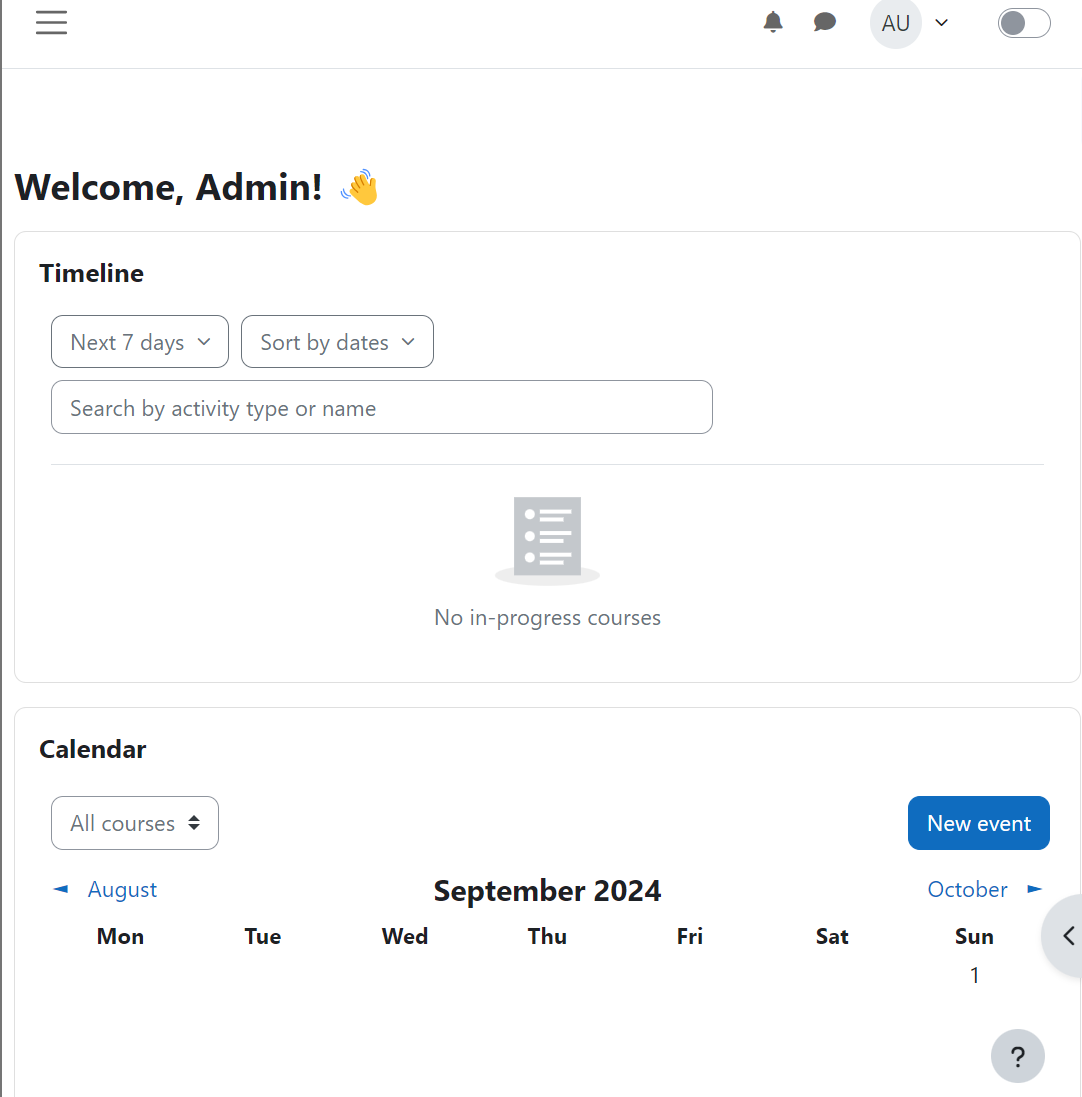 AU
Welcome, Admin! 👋
Timeline
Next 7 days
Sort by dates
Search by activity type or name
No in-progress courses
Calendar
All courses
New event
◄ August
September 2024
October ►
Mon Tue Wed Thu Fri Sat Sun
1
?